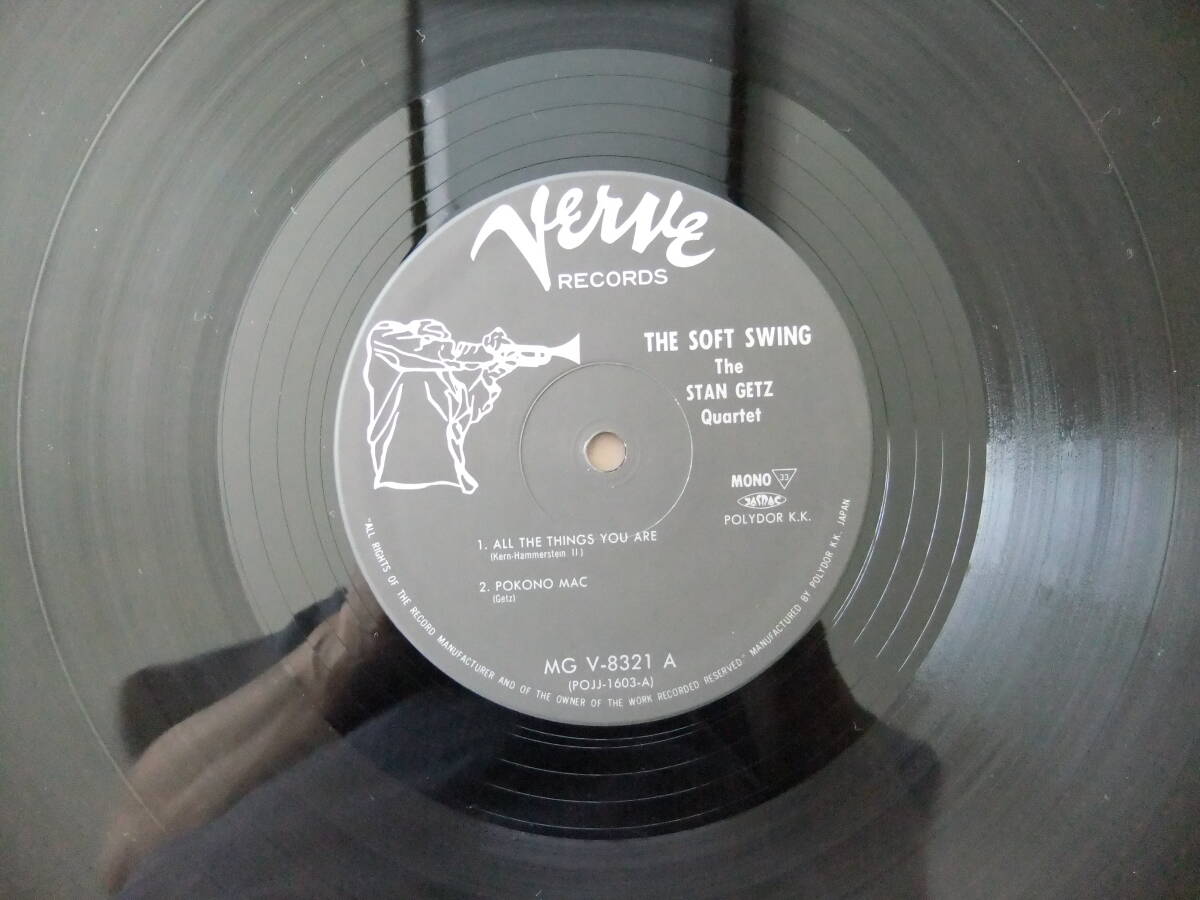 Verve
RECORDS
THE SOFT SWING
The
STAN GETZ
Quartet
MONO 33
JASRAC
POLYDOR K.K.
1. ALL THE THINGS YOU ARE
(Kern-Hammerstein II)
2. POKONO MAC
(Getz)
MG V-8321 A
(POJJ-1603-A)
"ALL RIGHTS OF THE RECORD MANUFACTURER AND OF THE OWNER OF THE WORK RECORDED RESERVED." MANUFACTURED BY POLYDOR K.K. JAPAN